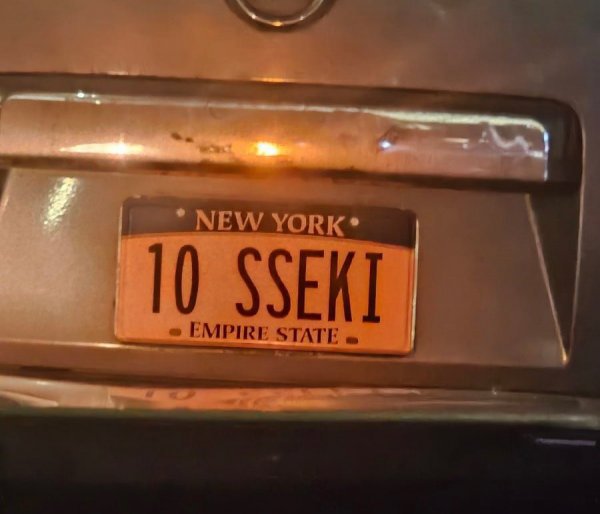 NEW YORK
10 SSEKI
EMPIRE STATE